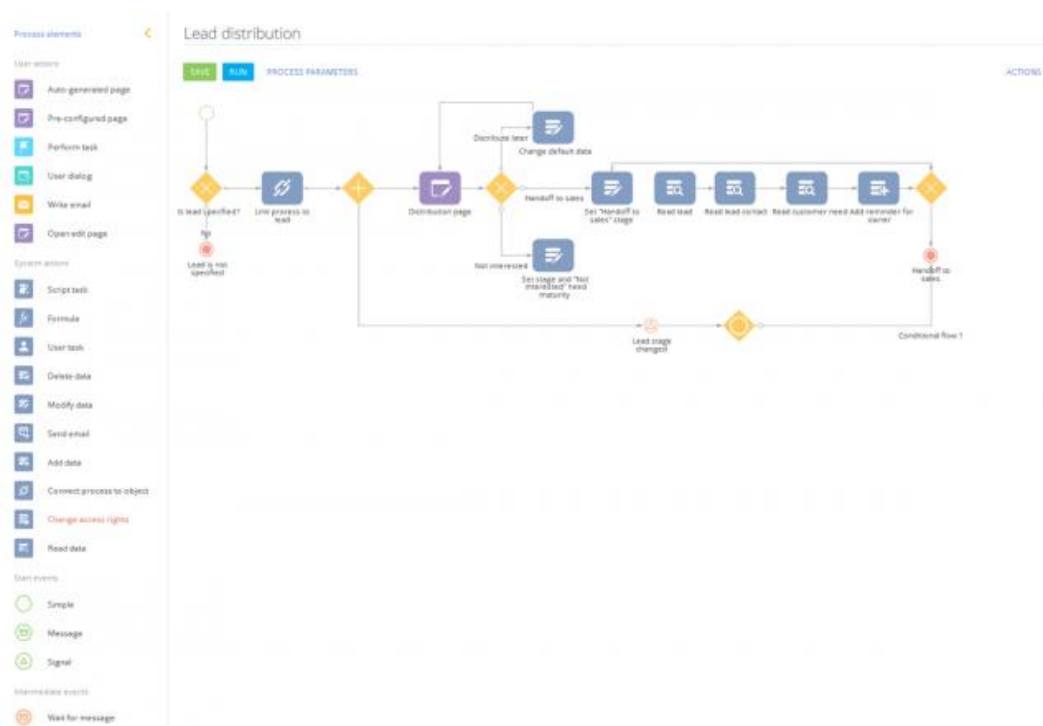 Process elements
Lead distribution
User actions
SAVE
RUN
PROCESS PARAMETERS
ACTIONS
Auto-generated page
Pre-configured page
Perform task
User dialog
Write email
Open edit page
System actions
Script task
Formula
User task
Delete data
Modify data
Send email
Add data
Connect process to object
Change access rights
Read data
Start events
Simple
Message
Signal
Intermediate events
Wait for message
Distribute later
Change default data
Is lead specified?
Link process to
lead
Distribution page
Handoff to sales
Set "Handoff to
sales" stage
Read lead
Read lead contact
Read customer need
Add reminder for
owner
No
Lead is not
specified
Not interested
Set stage and "Not
interested" need
maturity
Handoff to
sales
Lead stage
changed
Conditional flow 1